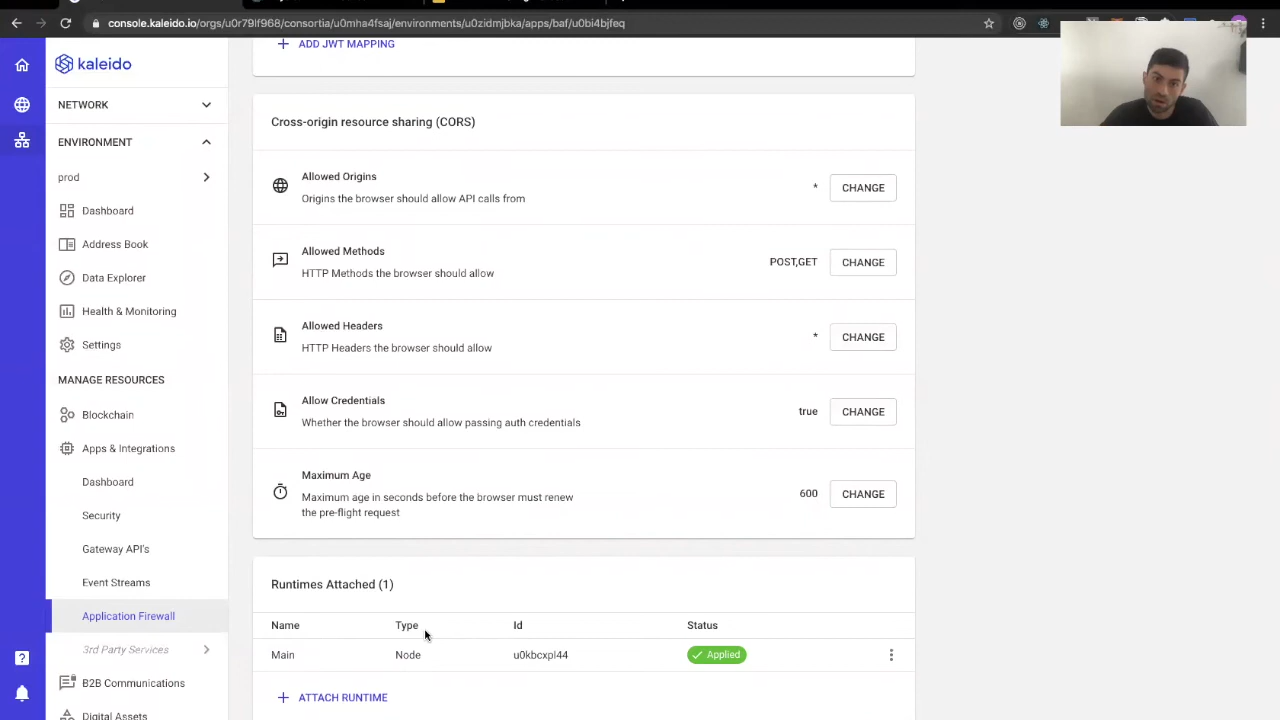 console.kaleido.io/orgs/u0r79lf968/consortia/u0mha4fsaj/environments/u0zidmjbka/apps/baf/u0bi4bjfeq
kaleido
NETWORK
ENVIRONMENT
prod
Dashboard
Address Book
Data Explorer
Health & Monitoring
Settings
MANAGE RESOURCES
Blockchain
Apps & Integrations
Dashboard
Security
Gateway API's
Event Streams
Application Firewall
3rd Party Services
B2B Communications
Digital Assets
ADD JWT MAPPING
Cross-origin resource sharing (CORS)
Allowed Origins
Origins the browser should allow API calls from
* CHANGE
Allowed Methods
HTTP Methods the browser should allow
POST,GET CHANGE
Allowed Headers
HTTP Headers the browser should allow
* CHANGE
Allow Credentials
Whether the browser should allow passing auth credentials
true CHANGE
Maximum Age
Maximum age in seconds before the browser must renew
the pre-flight request
600 CHANGE
Runtimes Attached (1)
Name Type Id Status
Main Node u0kbcxpl44 Applied
ATTACH RUNTIME